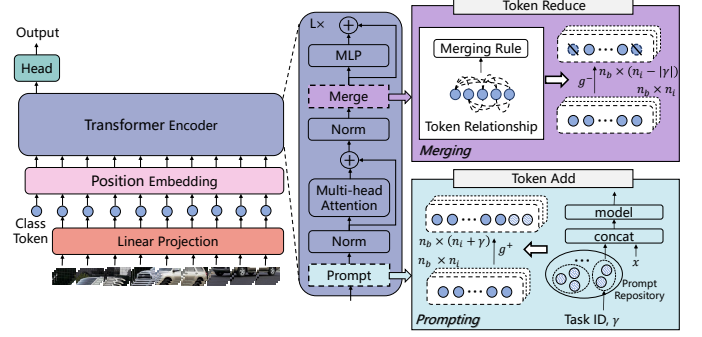 Output
Head
Transformer Encoder
Position Embedding
Class
Token
Linear Projection
L×
MLP
Merge
Norm
Multi-head
Attention
Norm
Prompt
Token Reduce
Merging Rule
Token Relationship
g⁻
n_b × (n_i − |γ|)
n_b × n_i
Merging
Token Add
n_b × (n_i + γ)
g⁺
n_b × n_i
model
concat
x
Prompt
Repository
Task ID, γ
Prompting